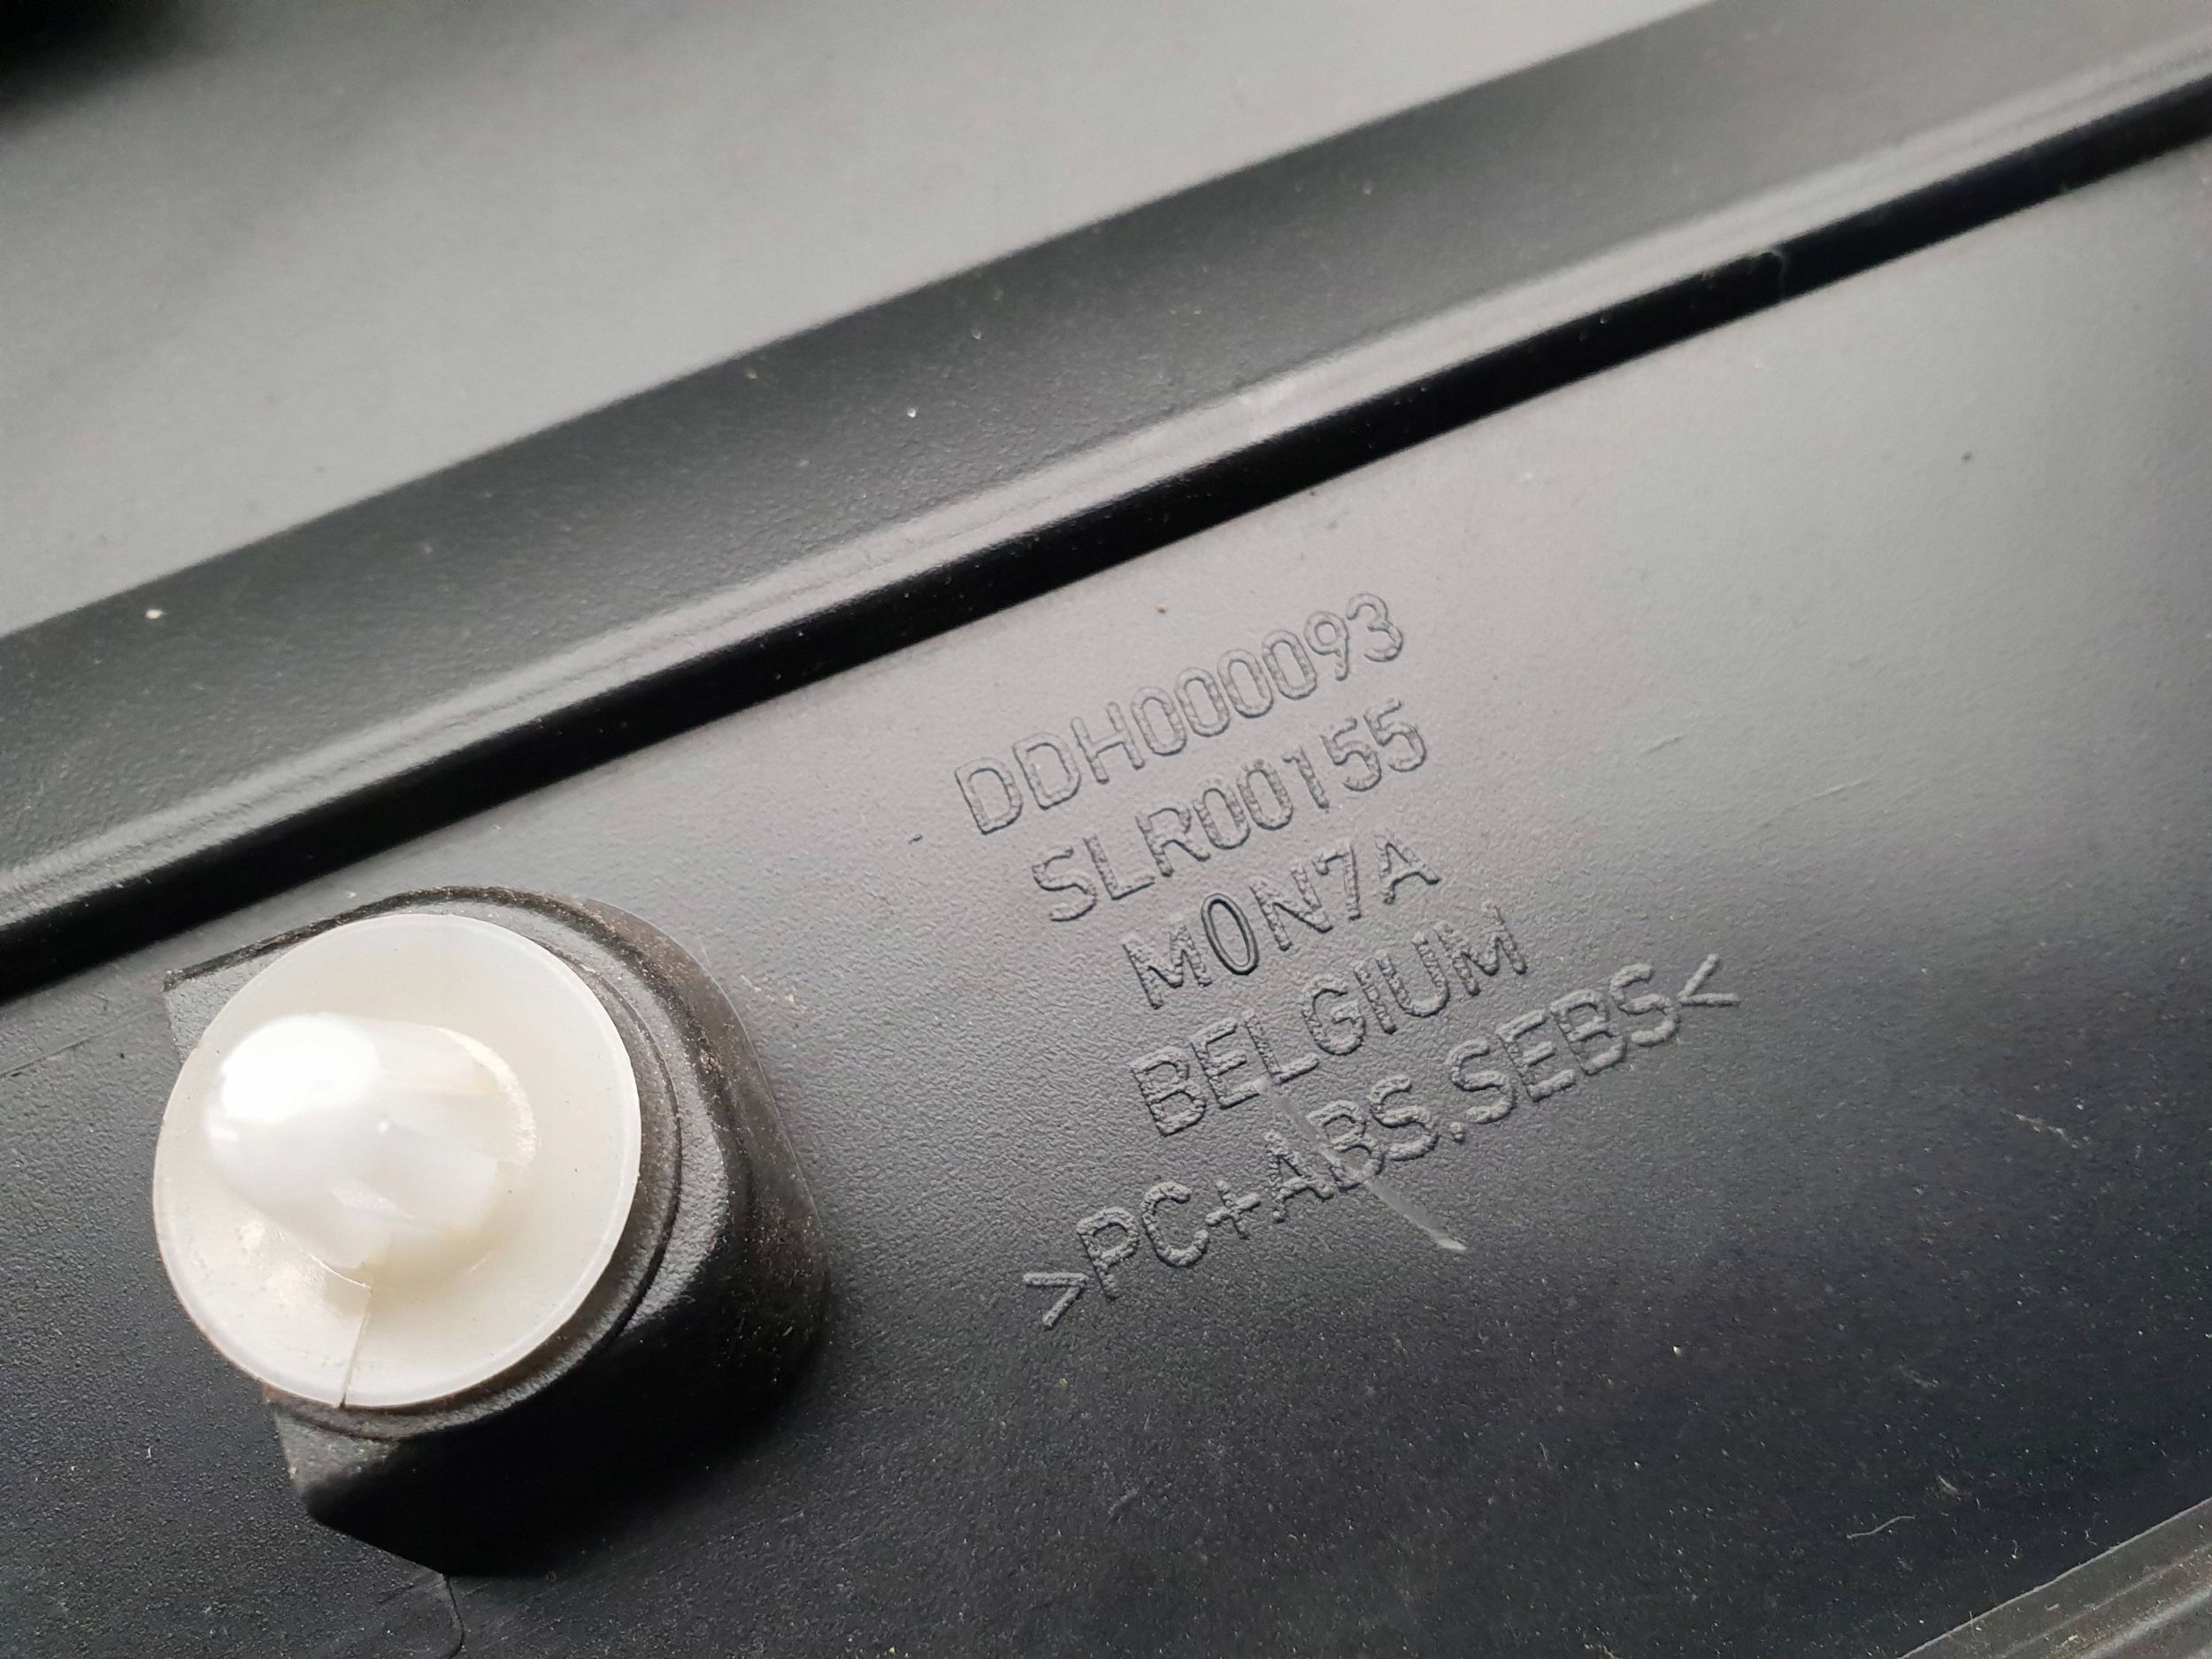 DDH000093
SLR00155
M0N7A
BELGIUM
>PC+ABS.SEBS<